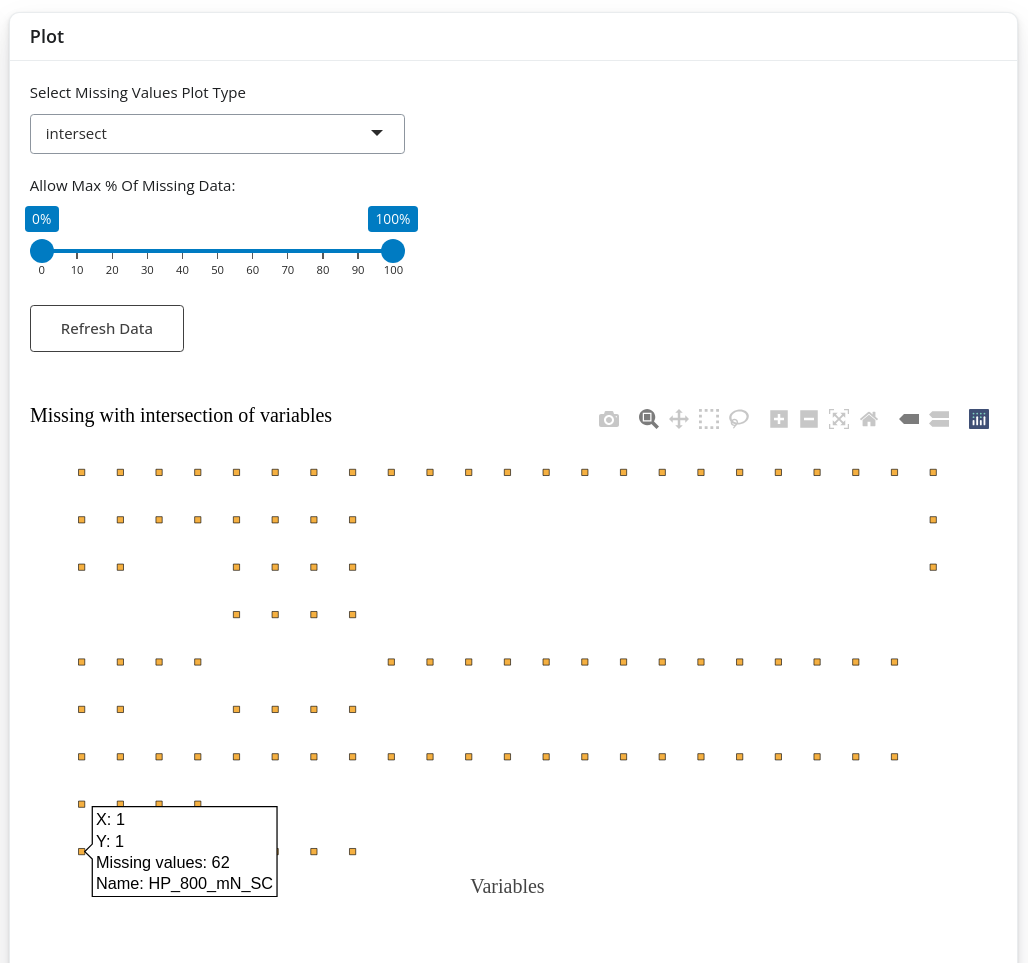 Plot
Select Missing Values Plot Type
intersect
Allow Max % Of Missing Data:
0% 100%
0 10 20 30 40 50 60 70 80 90 100
Refresh Data
Missing with intersection of variables
X: 1
Y: 1
Missing values: 62
Name: HP_800_mN_SC
Variables